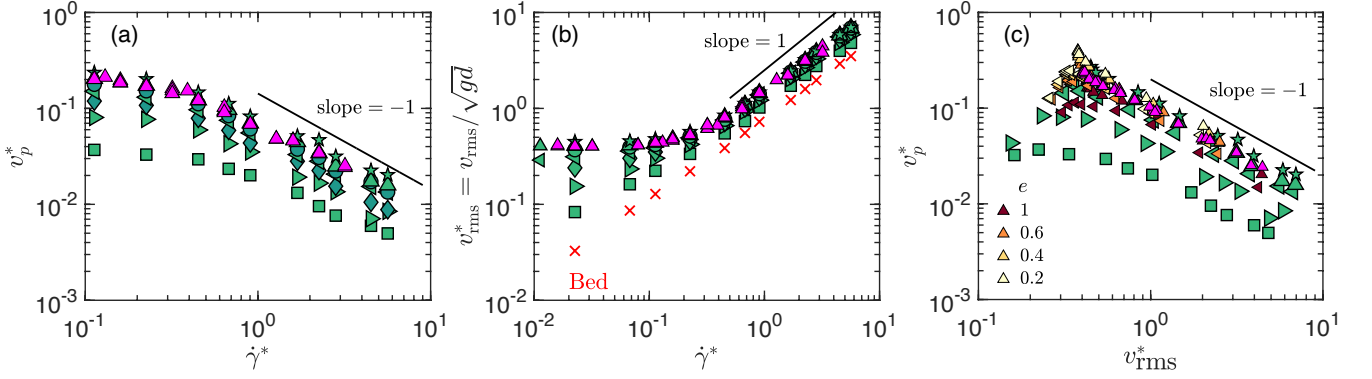 (a)
slope = −1
v*p
10⁰
10⁻¹
10⁻²
10⁻³
10⁻¹
10⁰
10¹
γ̇*
(b)
slope = 1
v*rms = vrms/√gd
10¹
10⁰
10⁻¹
10⁻²
Bed
10⁻²
10⁻¹
10⁰
10¹
γ̇*
(c)
slope = −1
v*p
10⁰
10⁻¹
10⁻²
10⁻³
e
1
0.6
0.4
0.2
10⁻¹
10⁰
10¹
v*rms